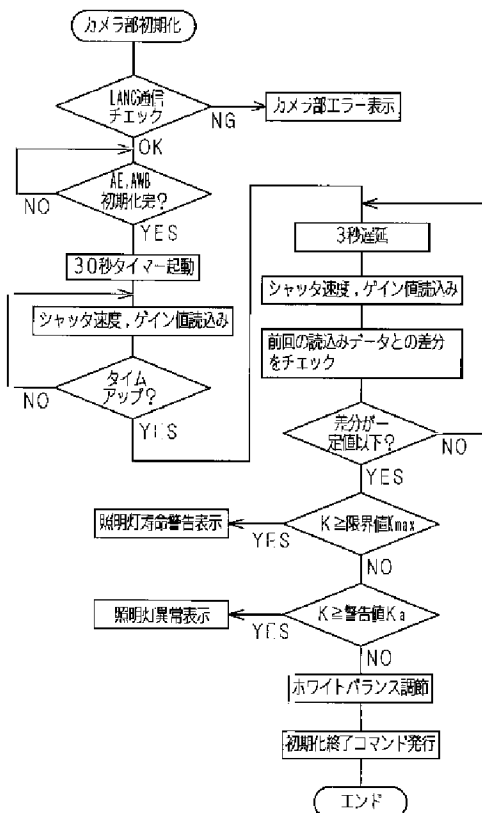 カメラ部初期化
LANC通信
チェック
NG
カメラ部エラー表示
OK
AE,AWB
初期化完?
NO
YES
30秒タイマー起動
シャッタ速度,ゲイン値読込み
タイム
アップ?
NO
YES
3秒遅延
シャッタ速度,ゲイン値読込み
前回の読込みデータとの差分
をチェック
差分が一
定値以下?
NO
YES
K≧限界値Kmax
YES
照明灯寿命警告表示
NO
K≧警告値Ka
YES
照明灯異常表示
NO
ホワイトバランス調節
初期化終了コマンド発行
エンド